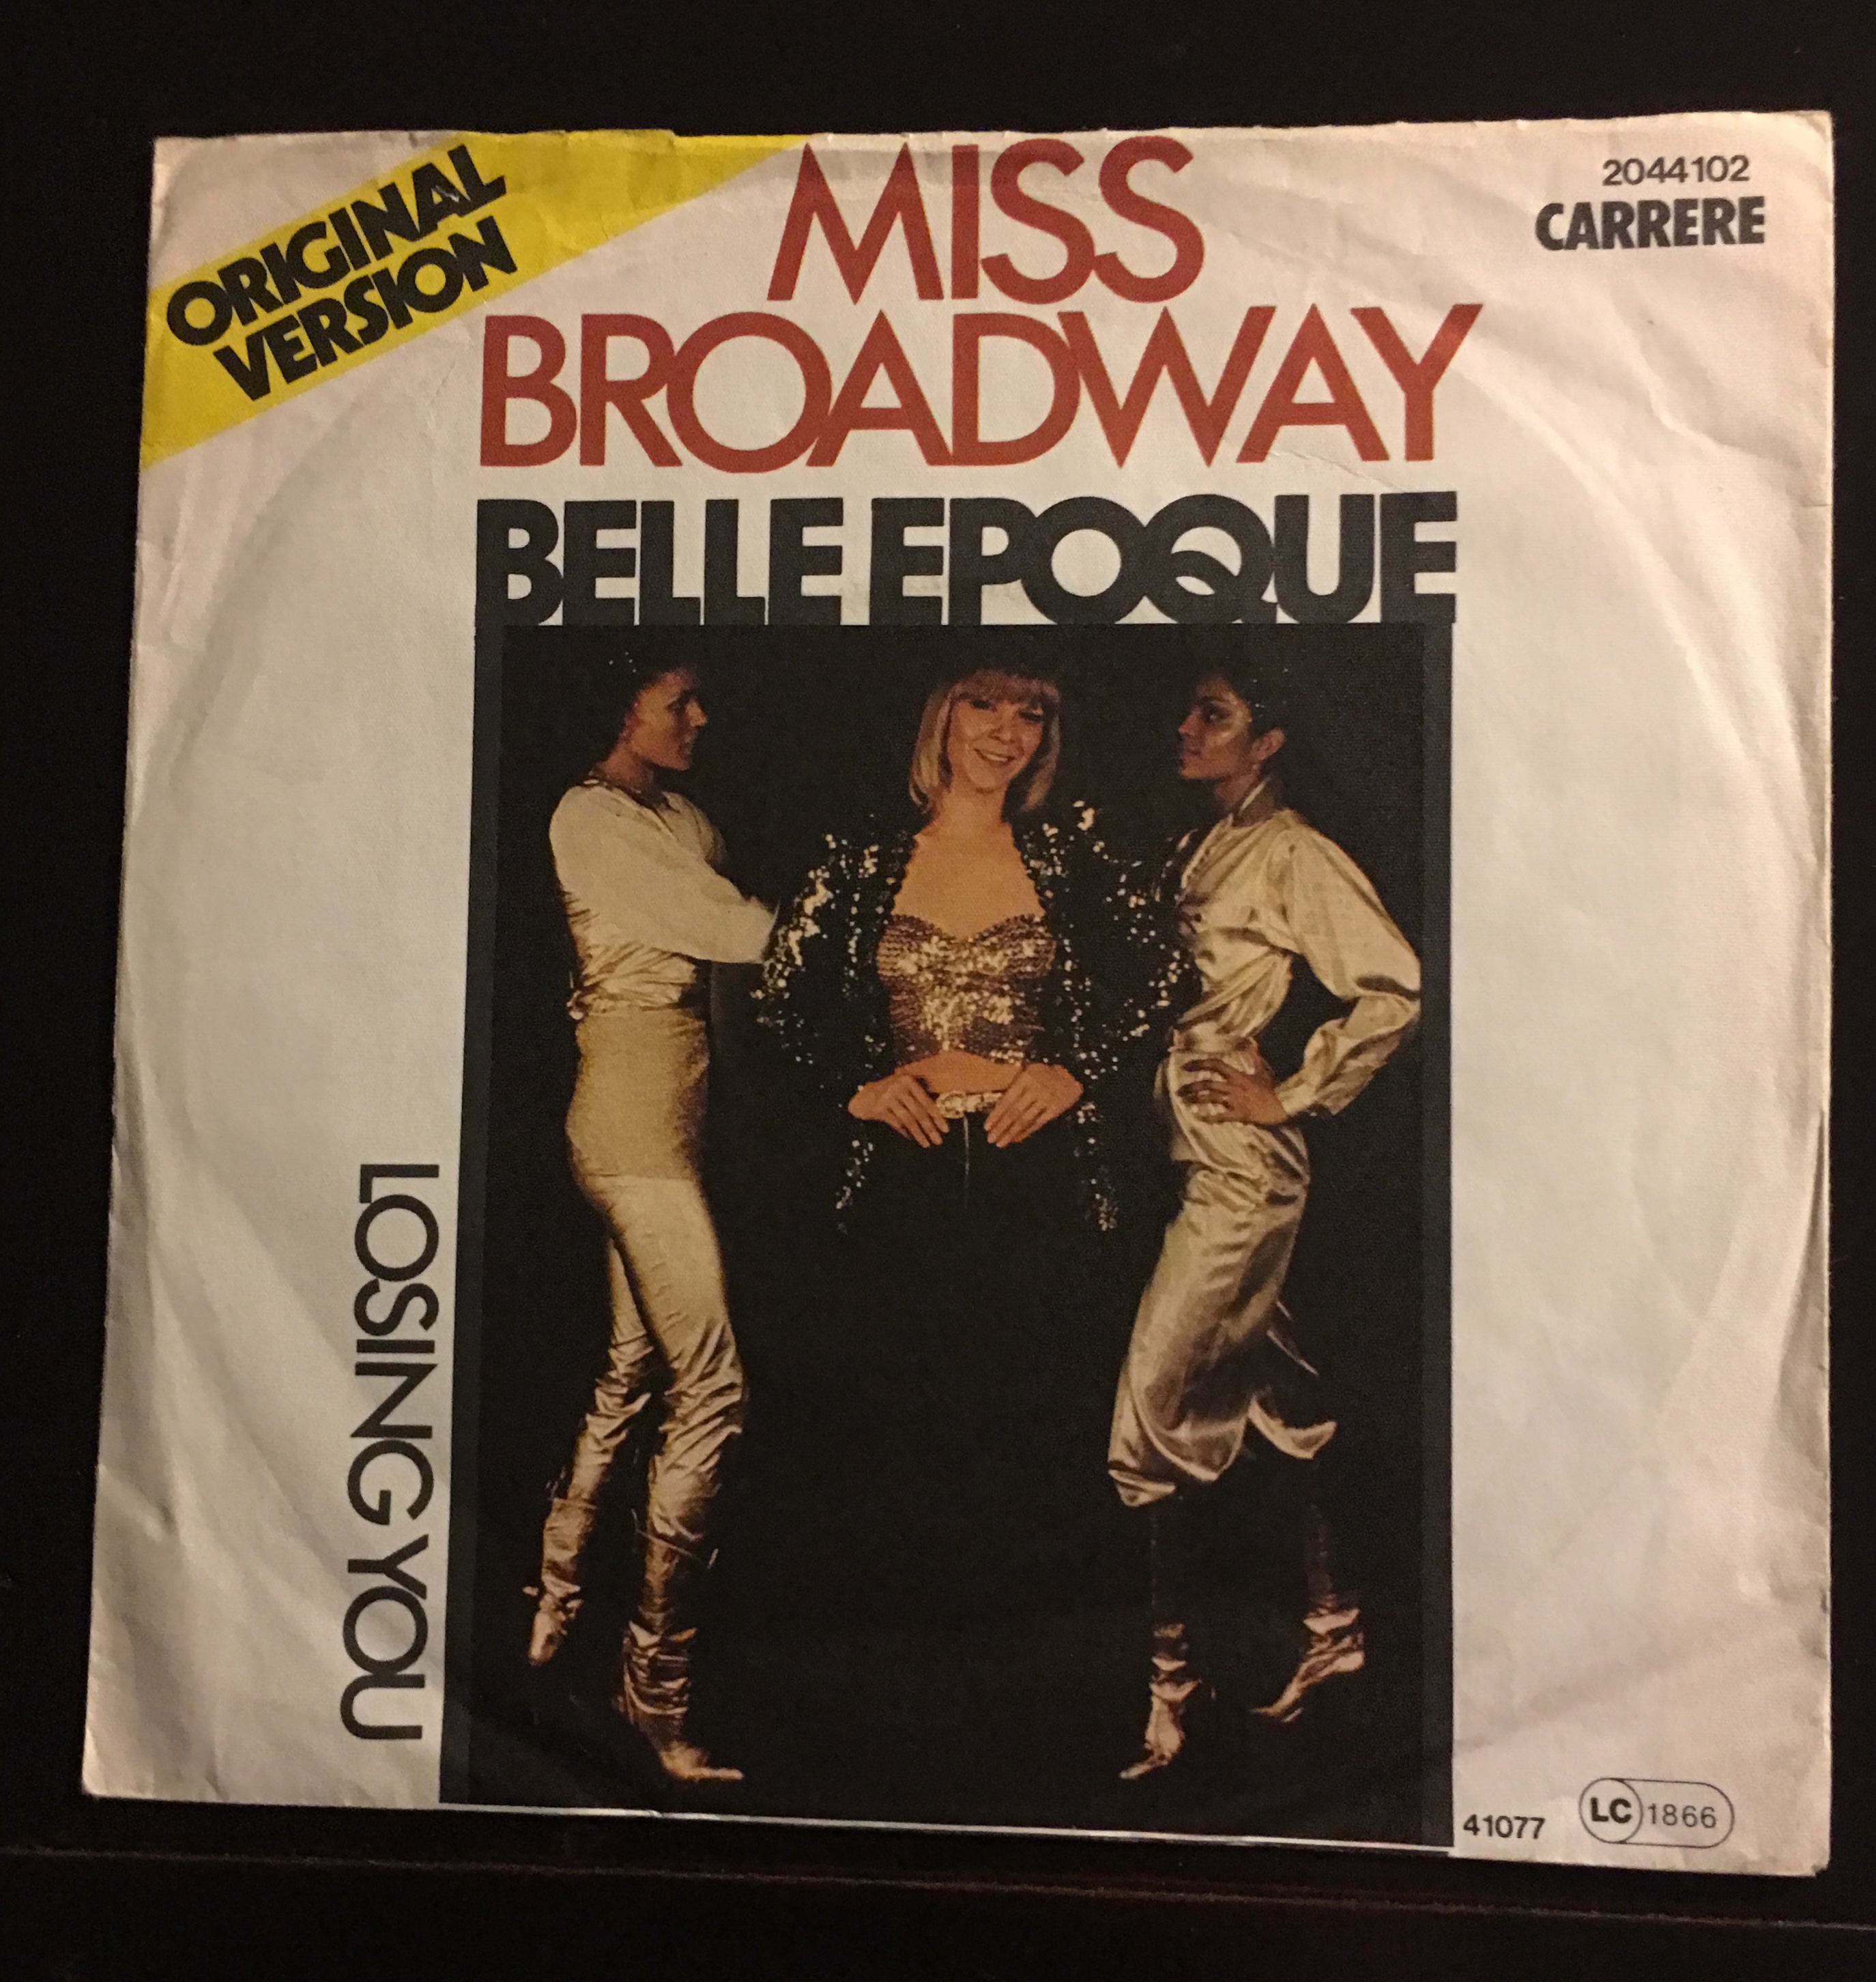 ORIGINAL
VERSION
MISS
BROADWAY
BELLE EPOQUE
2044102
CARRERE
LOSING YOU
41077
LC 1866